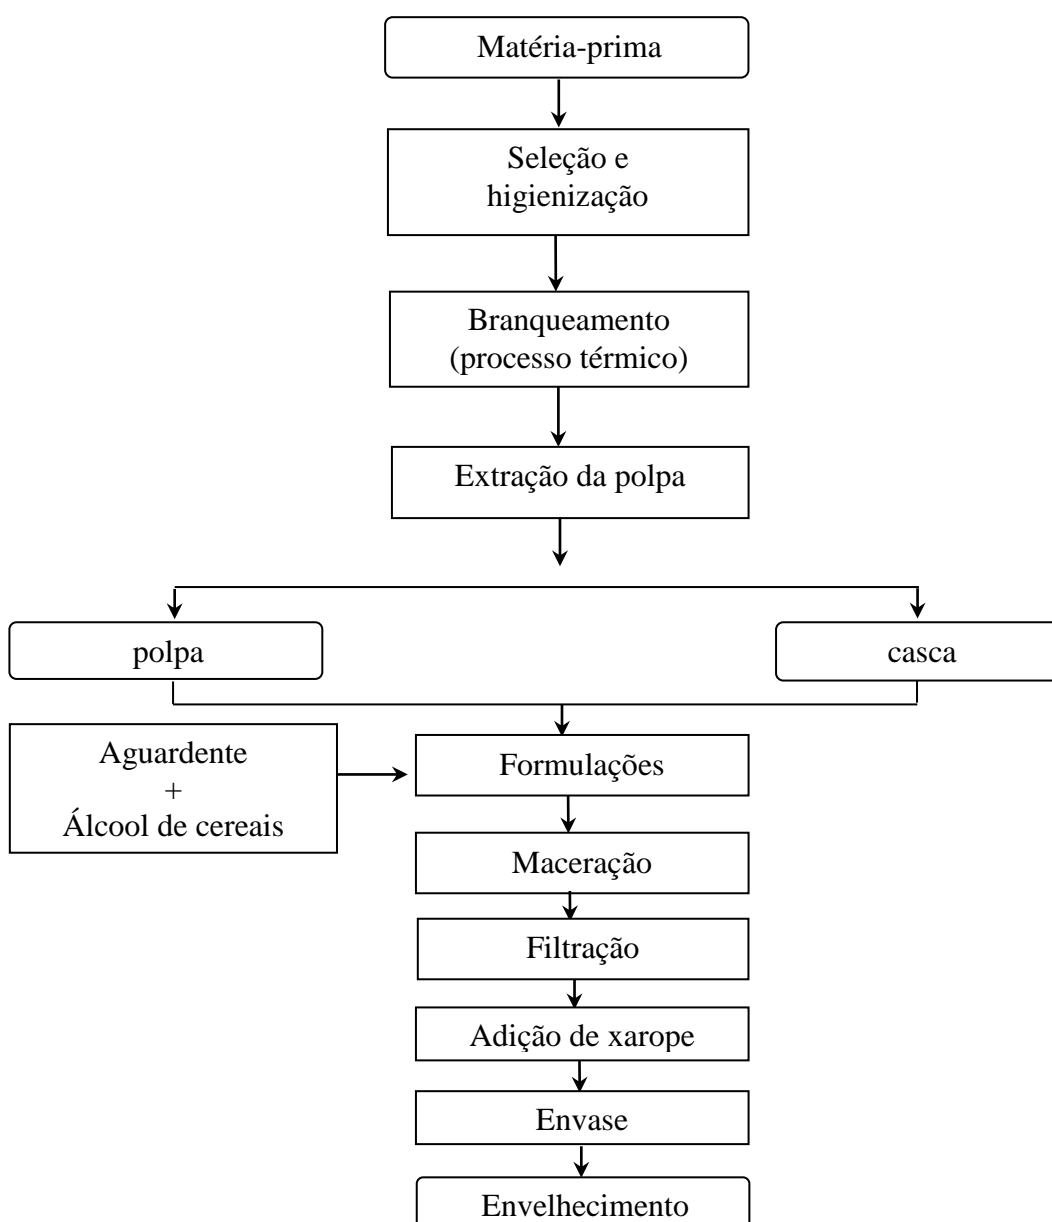 Matéria-prima
Seleção e
higienização
Branqueamento
(processo térmico)
Extração da polpa
polpa
casca
Aguardente
+
Álcool de cereais
Formulações
Maceração
Filtração
Adição de xarope
Envase
Envelhecimento